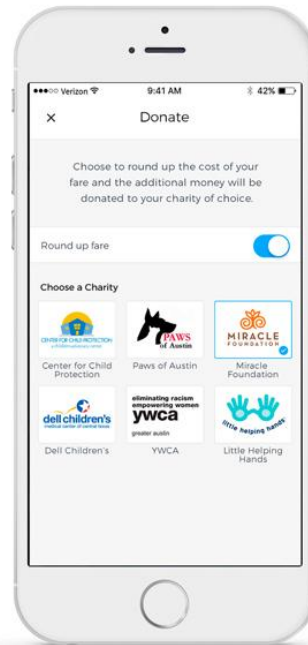 Verizon 9:41 AM 42%
× Donate
Choose to round up the cost of your
fare and the additional money will be
donated to your charity of choice.
Round up fare
Choose a Charity
CENTER FOR CHILD PROTECTION
PAWS
of Austin
MIRACLE
FOUNDATION
Center for Child
Protection
Paws of Austin
Miracle
Foundation
dell children's
medical center of central texas
eliminating racism
empowering women
ywca
greater austin
little helping hands
Dell Children's
YWCA
Little Helping
Hands